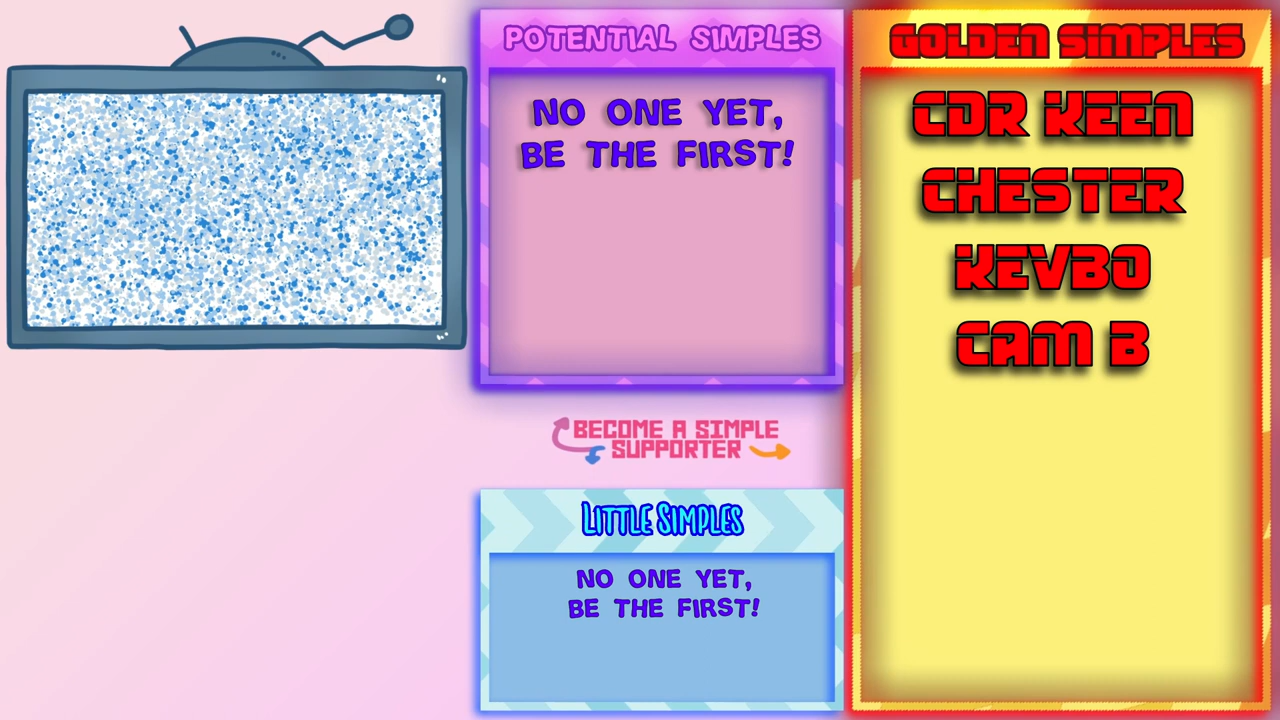 POTENTIAL SIMPLES
NO ONE YET,
BE THE FIRST!
BECOME A SIMPLE
SUPPORTER
LITTLE SIMPLES
NO ONE YET,
BE THE FIRST!
GOLDEN SIMPLES
CDR KEEN
CHESTER
KEVBO
CAM B